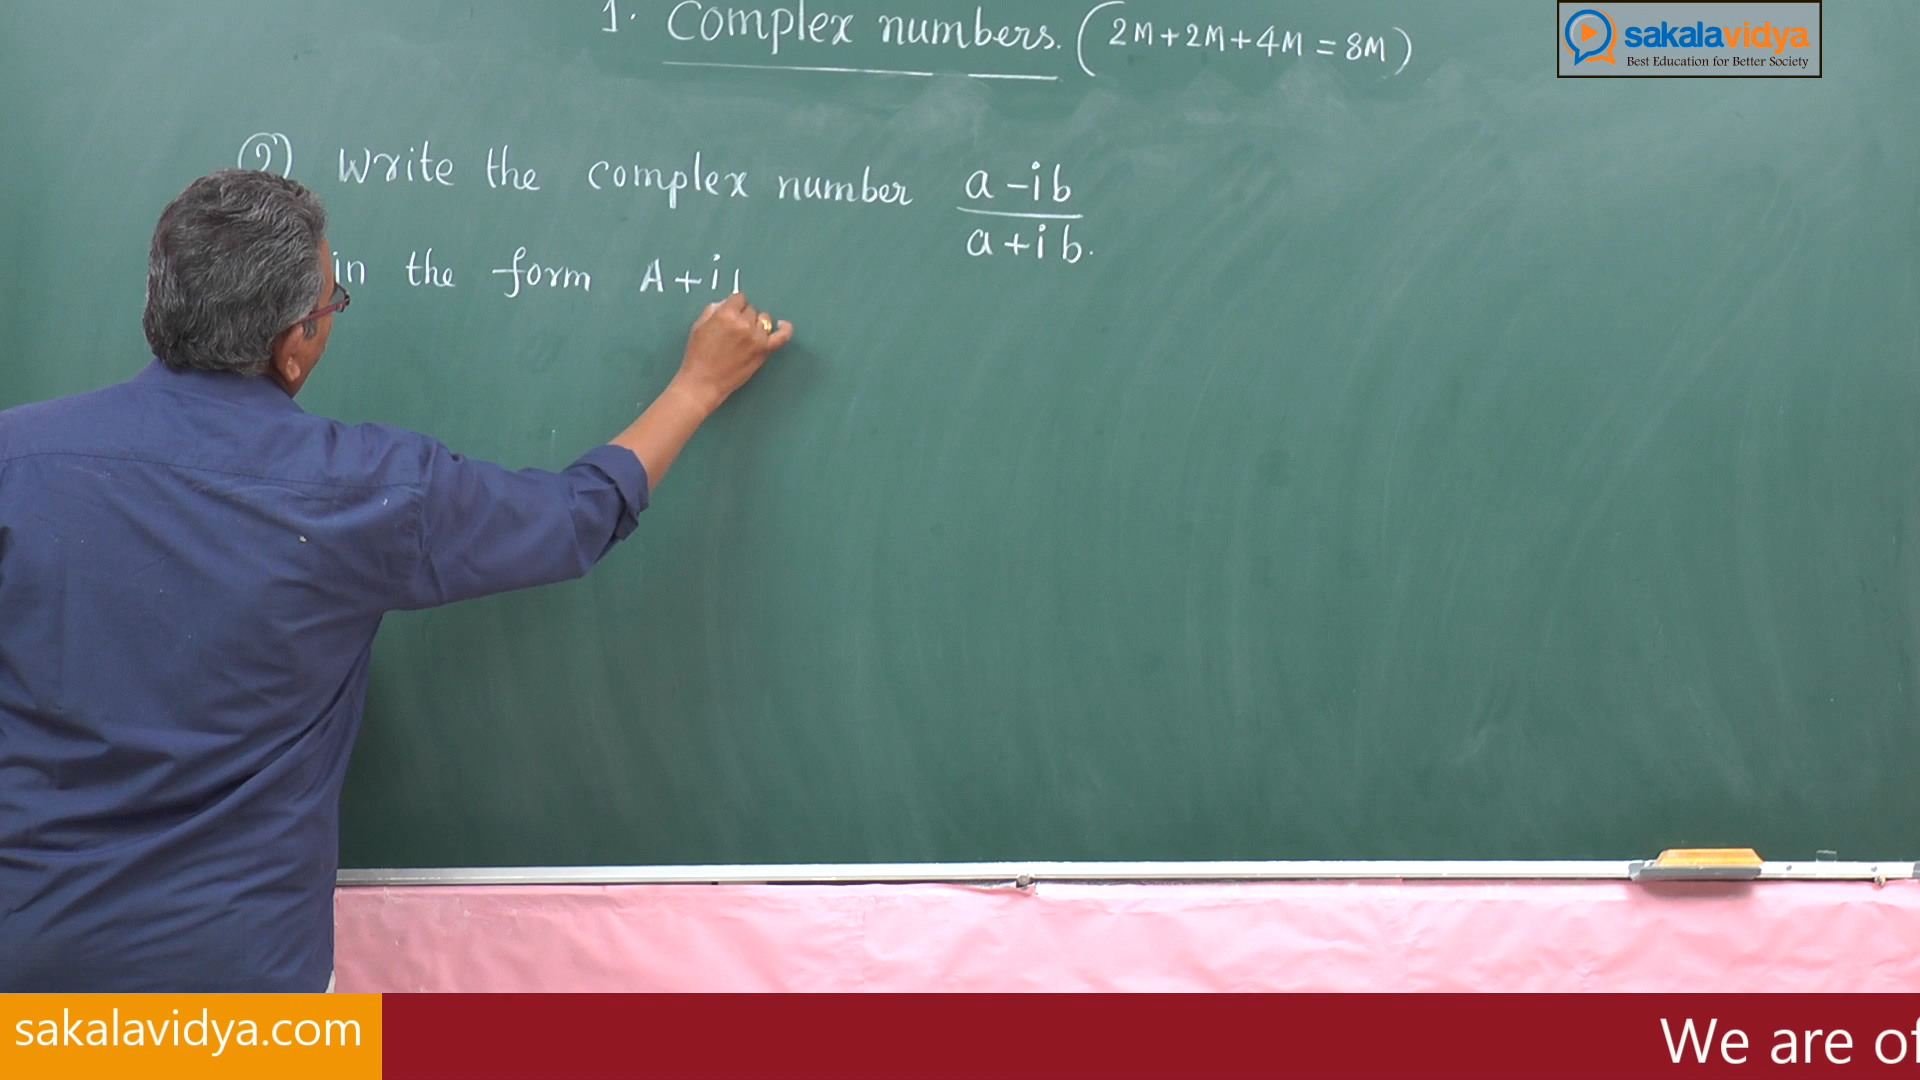 1. Complex numbers. (2M+2M+4M = 8M)
sakalavidya
Best Education for Better Society
Write the complex number a-ib
a+ib.
in the form A+i
sakalavidya.com
We are of